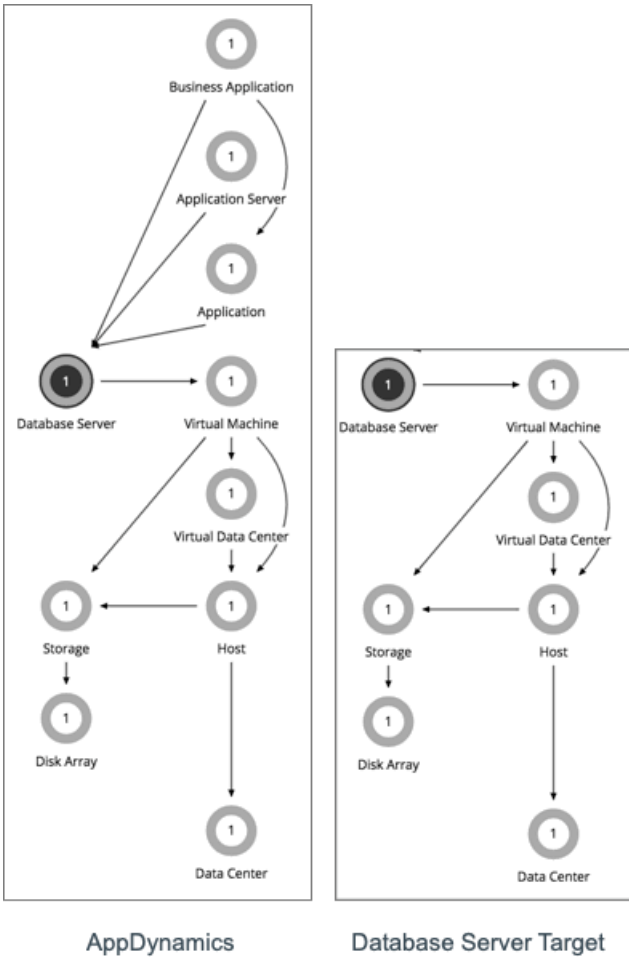 1
Business Application
1
Application Server
1
Application
1
Database Server
1
Virtual Machine
1
Virtual Data Center
1
Storage
1
Host
1
Disk Array
1
Data Center
AppDynamics
1
Database Server
1
Virtual Machine
1
Virtual Data Center
1
Storage
1
Host
1
Disk Array
1
Data Center
Database Server Target